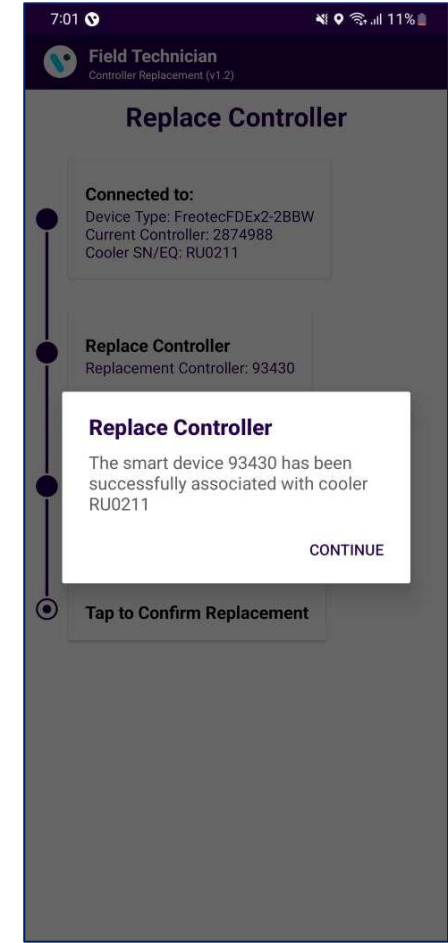 7:01 11%
Field Technician
Controller Replacement (v1.2)
Replace Controller
Connected to:
Device Type: FreotecFDEx2-2BBW
Current Controller: 2874988
Cooler SN/EQ: RU0211
Replace Controller
Replacement Controller: 93430
Replace Controller
The smart device 93430 has been
successfully associated with cooler
RU0211
CONTINUE
Tap to Confirm Replacement